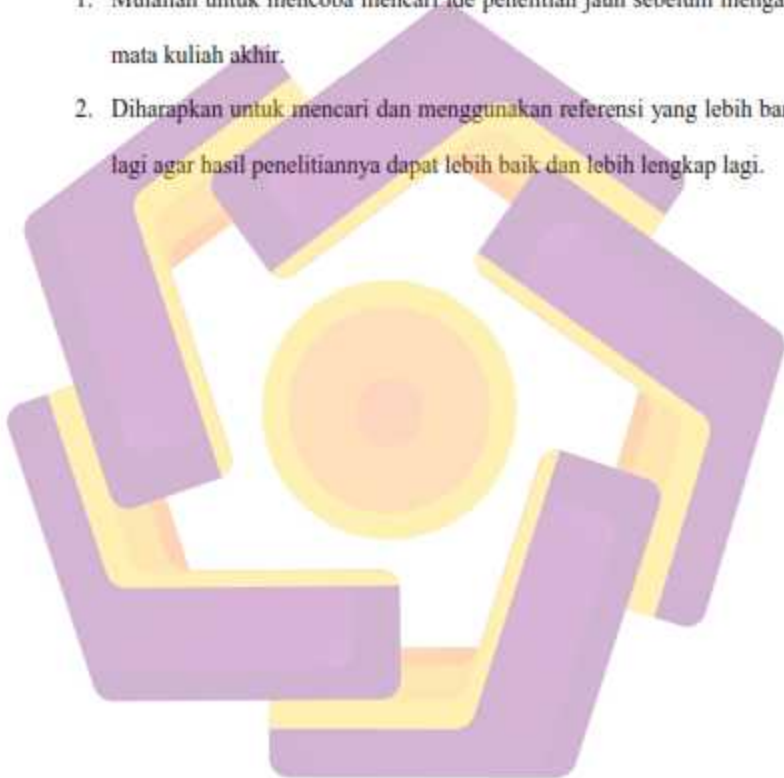 1. Mulailah untuk mencoba mencari ide penelitian jauh sebelum
mata kuliah akhir.
2. Diharapkan untuk mencari dan menggunakan referensi yang lebih
lagi agar hasil penelitiannya dapat lebih baik dan lebih lengkap lagi.